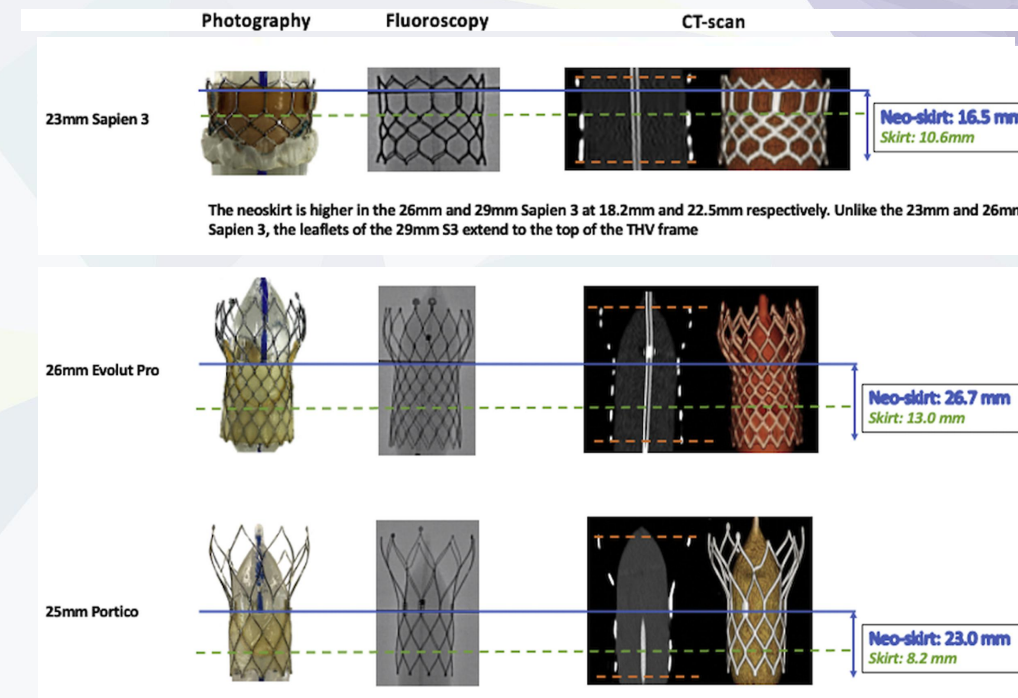 Photography Fluoroscopy CT-scan
23mm Sapien 3
Neo-skirt: 16.5 mm
Skirt: 10.6mm
The neoskirt is higher in the 26mm and 29mm Sapien 3 at 18.2mm and 22.5mm respectively. Unlike the 23mm and 26mm
Sapien 3, the leaflets of the 29mm S3 extend to the top of the THV frame
26mm Evolut Pro
Neo-skirt: 26.7 mm
Skirt: 13.0 mm
25mm Portico
Neo-skirt: 23.0 mm
Skirt: 8.2 mm